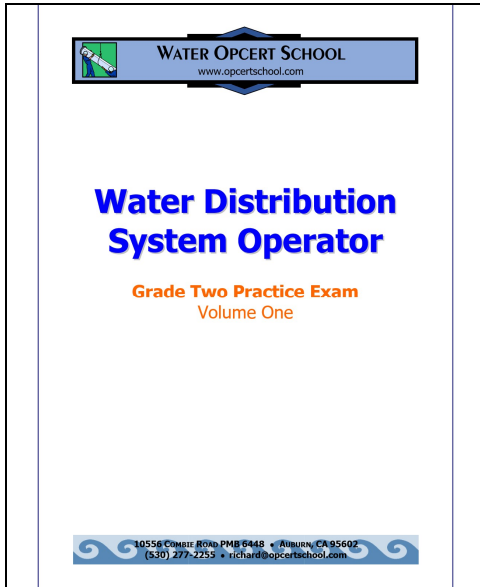 WATER OPCERT SCHOOL
www.opcertschool.com
Water Distribution
System Operator
Grade Two Practice Exam
Volume One
10556 COMBIE ROAD PMB 6448 • AUBURN, CA 95602
(530) 277-2255 • richard@opcertschool.com